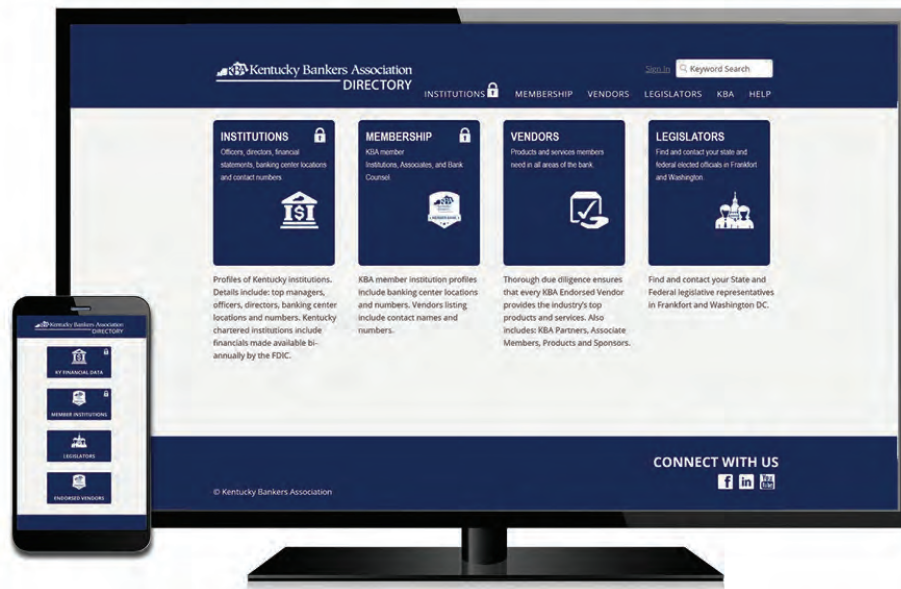 Kentucky Bankers Association
DIRECTORY
Sign In
Keyword Search
INSTITUTIONS
MEMBERSHIP
VENDORS
LEGISLATORS
KBA
HELP
INSTITUTIONS
Officers, directors, financial
statements, banking center locations
and contact numbers
MEMBERSHIP
KBA member
Institutions, Associates, and Bank
Counsel
VENDORS
Products and services members
need in all areas of the bank.
LEGISLATORS
Find and contact your state and
federal elected officials in Frankfort
and Washington
Profiles of Kentucky institutions.
Details include: top managers,
officers, directors, banking center
locations and numbers. Kentucky
chartered institutions include
financials made available bi-
annually by the FDIC.
KBA member institution profiles
include banking center locations
and numbers. Vendors listing
include contact names and
numbers.
Thorough due diligence ensures
that every KBA Endorsed Vendor
provides the industry's top
products and services. Also
includes: KBA Partners, Associate
Members, Products and Sponsors.
Find and contact your State and
Federal legislative representatives
in Frankfort and Washington DC.
CONNECT WITH US
© Kentucky Bankers Association
Kentucky Bankers Association
DIRECTORY
KY FINANCIAL DATA
MEMBER INSTITUTIONS
LEGISLATORS
ENDORSED VENDORS